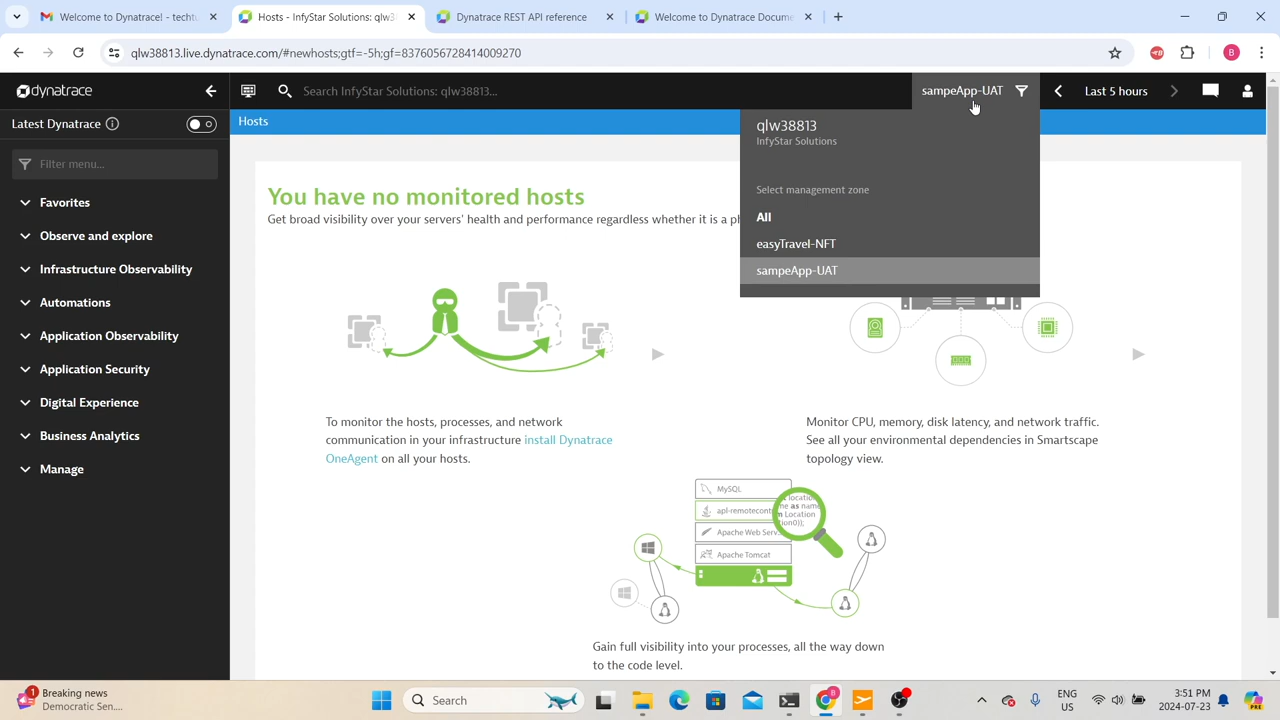 Welcome to Dynatrace! - techt
Hosts - InfyStar Solutions: qlw3
Dynatrace REST API reference
Welcome to Dynatrace Docume
qlw38813.live.dynatrace.com/#newhosts;gtf=-5h;gf=8376056728414009270
B
dynatrace
Search InfyStar Solutions: qlw38813...
sampeApp-UAT
Last 5 hours
Latest Dynatrace
Hosts
Filter menu...
Favorites
Observe and explore
Infrastructure Observability
Automations
Application Observability
Application Security
Digital Experience
Business Analytics
Manage
qlw38813
InfyStar Solutions
Select management zone
All
easyTravel-NFT
sampeApp-UAT
You have no monitored hosts
Get broad visibility over your servers' health and performance regardless whether it is a
To monitor the hosts, processes, and network
communication in your infrastructure install Dynatrace
OneAgent on all your hosts.
Monitor CPU, memory, disk latency, and network traffic.
See all your environmental dependencies in Smartscape
topology view.
MySQL
apl-remotecont
Apache Web Serv
Apache Tomcat
Gain full visibility into your processes, all the way down
to the code level.
1
Breaking news
Democratic Sen....
Search
B
ENG
US
3:51 PM
2024-07-23
PRE